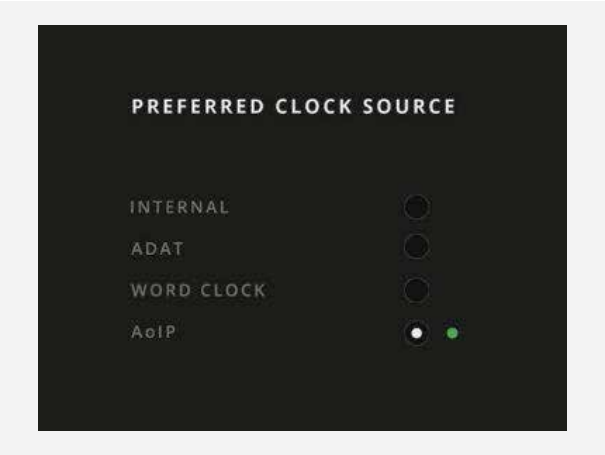 PREFERRED CLOCK SOURCE
INTERNAL
ADAT
WORD CLOCK
AoIP